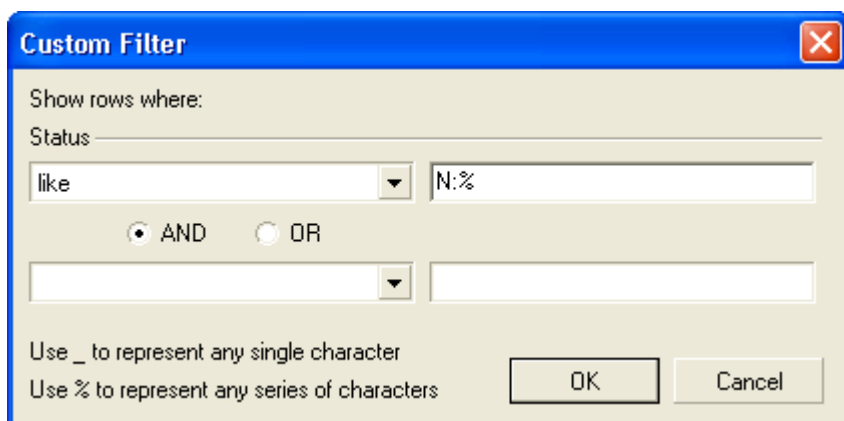 Custom Filter
Show rows where:
Status
like N:%
AND OR
Use _ to represent any single character
Use % to represent any series of characters
OK Cancel